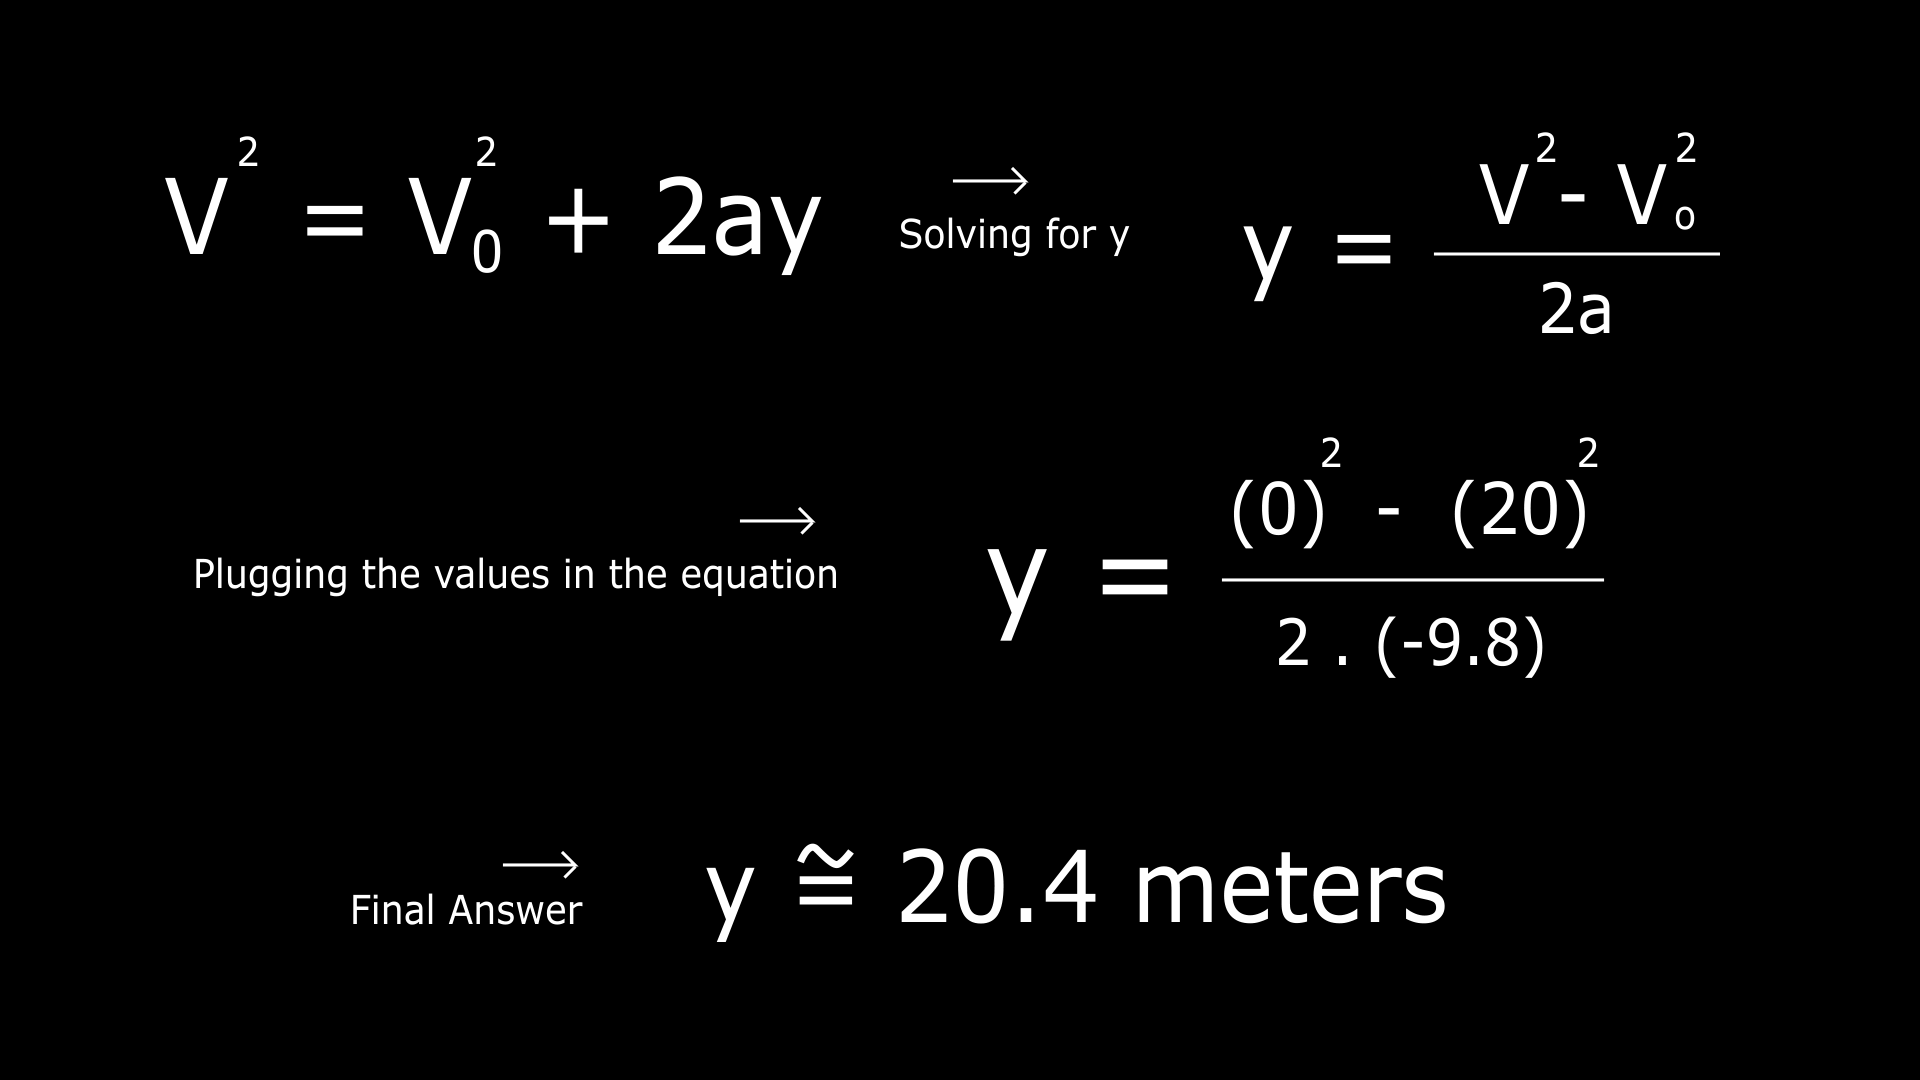 V² = V₀² + 2ay → Solving for y y = (V² - Vₒ²) / 2a
→ Plugging the values in the equation y = ((0)² - (20)²) / 2 . (-9.8)
→ Final Answer y ≅ 20.4 meters